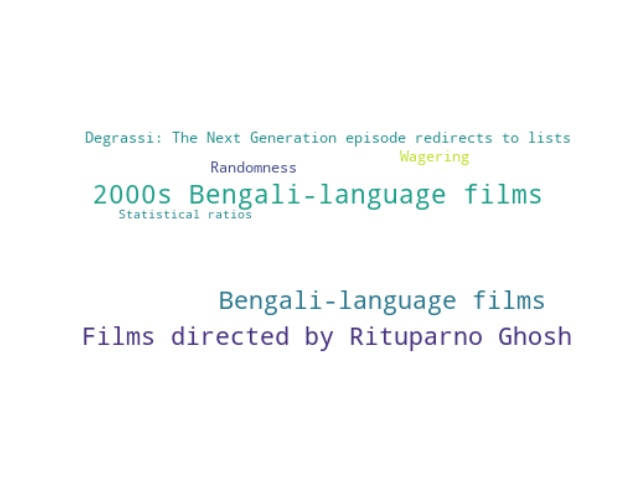 Degrassi: The Next Generation episode redirects to lists
Wagering
Randomness
2000s Bengali-language films
Statistical ratios
Bengali-language films
Films directed by Rituparno Ghosh